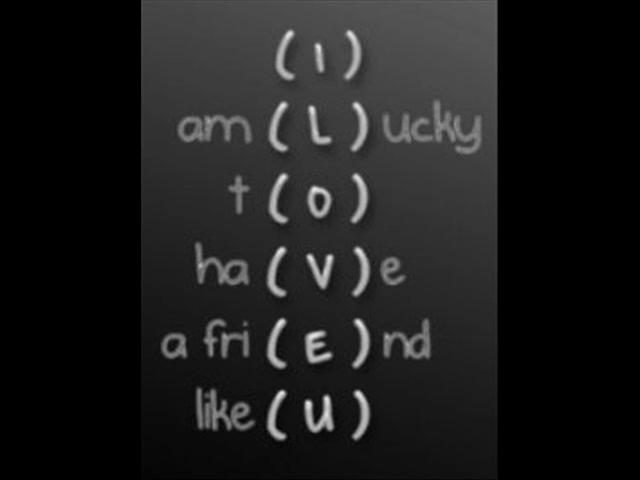 ( I )
am ( L ) ucky
t ( O )
ha ( V ) e
a fri ( E ) nd
like ( U )